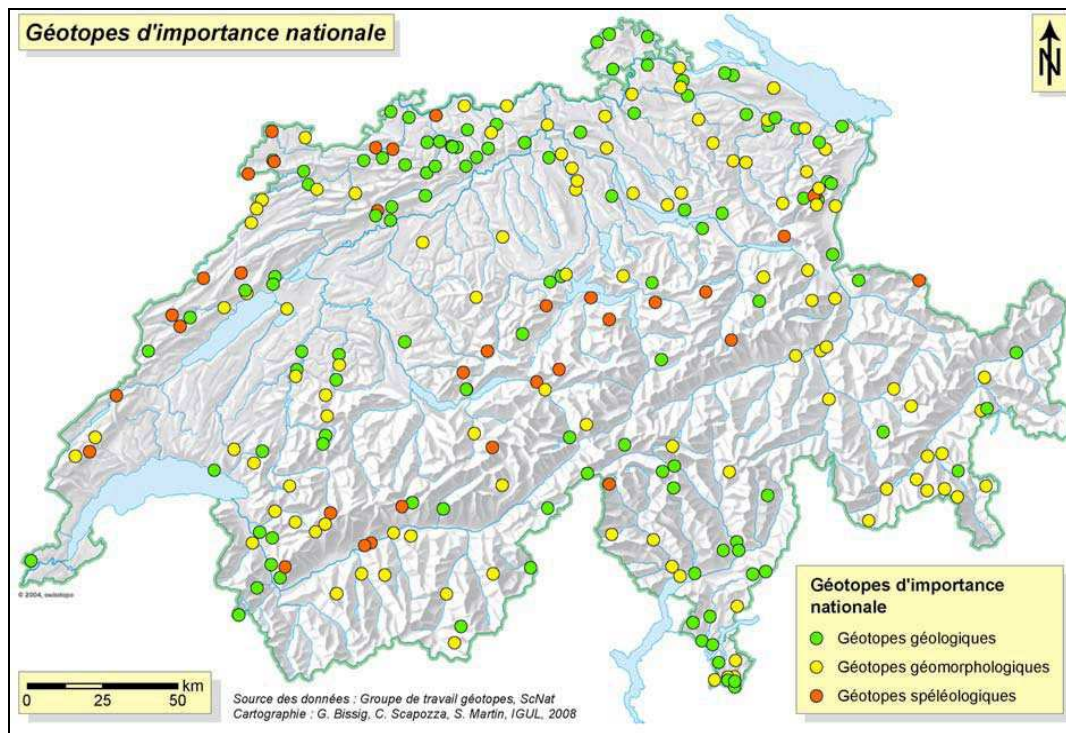 Géotopes d'importance nationale
N
© 2004, swisstopo
km
0 25 50
Source des données : Groupe de travail géotopes, ScNat
Cartographie : G. Bissig, C. Scapozza, S. Martin, IGUL, 2008
Géotopes d'importance
nationale
Géotopes géologiques
Géotopes géomorphologiques
Géotopes spéléologiques